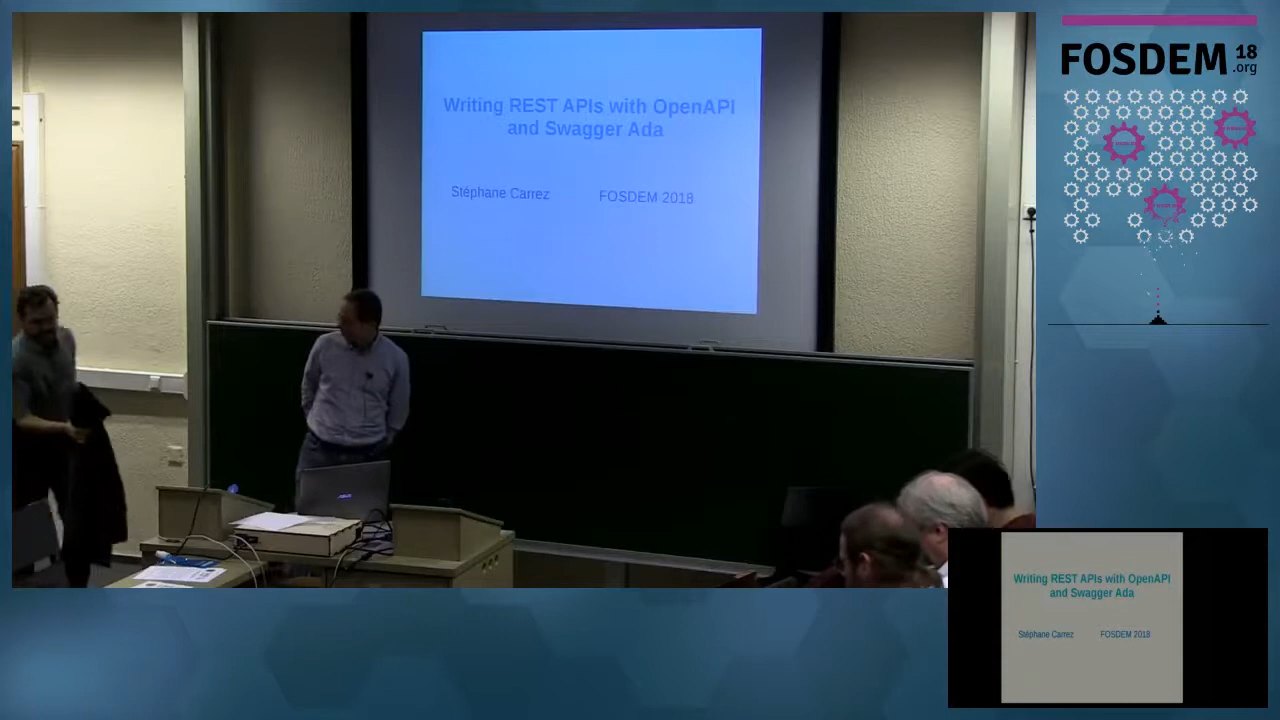 Writing REST APIs with OpenAPI
and Swagger Ada
Stéphane Carrez FOSDEM 2018
FOSDEM 18
.org
ASUS
Writing REST APIs with OpenAPI
and Swagger Ada
Stéphane Carrez FOSDEM 2018